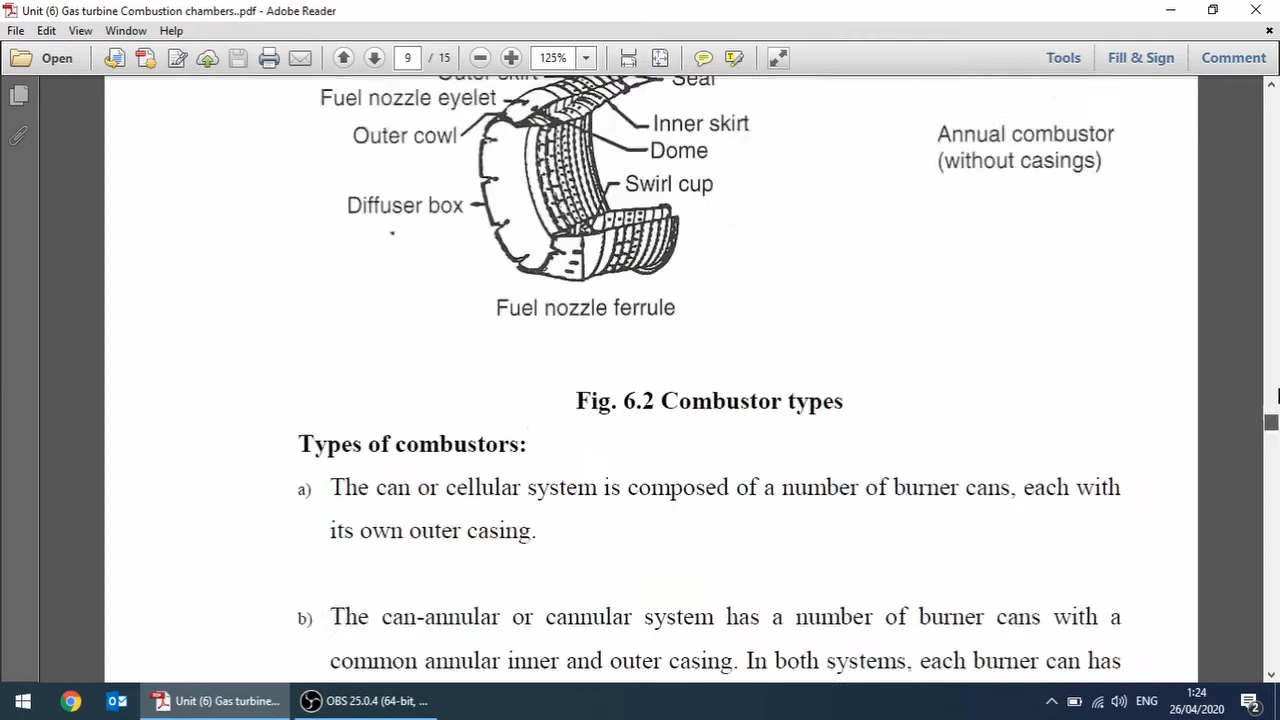 Unit (6) Gas turbine Combustion chambers..pdf - Adobe Reader
File Edit View Window Help
Open 9 / 15 125% Tools Fill & Sign Comment
Outer skirt
Seal
Fuel nozzle eyelet
Inner skirt
Outer cowl
Dome
Annual combustor
(without casings)
Swirl cup
Diffuser box
Fuel nozzle ferrule
Fig. 6.2 Combustor types
Types of combustors:
a) The can or cellular system is composed of a number of burner cans, each with
its own outer casing.
b) The can-annular or cannular system has a number of burner cans with a
common annular inner and outer casing. In both systems, each burner can has
Unit (6) Gas turbine... OBS 25.0.4 (64-bit, ... ENG 1:24
26/04/2020 2